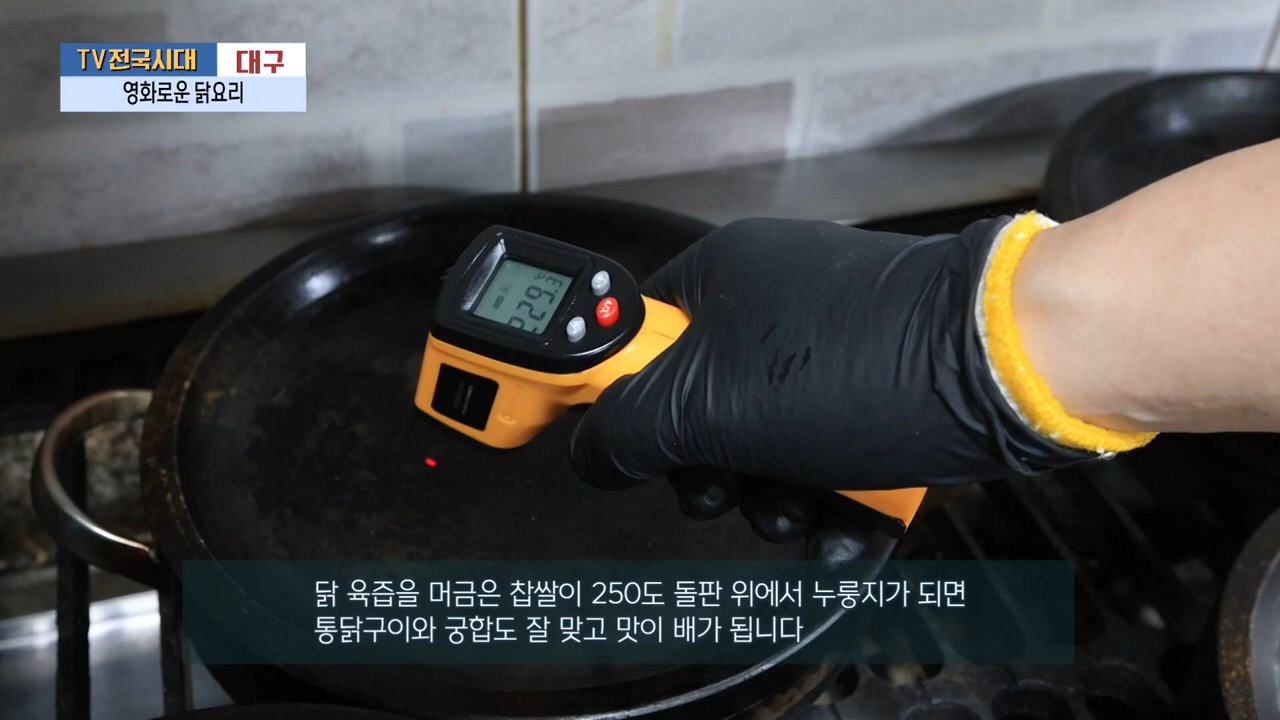 TV전국시대 대구
영화로운 닭요리
229.3
닭 육즙을 머금은 찹쌀이 250도 돌판 위에서 누룽지가 되면
통닭구이와 궁합도 잘 맞고 맛이 배가 됩니다